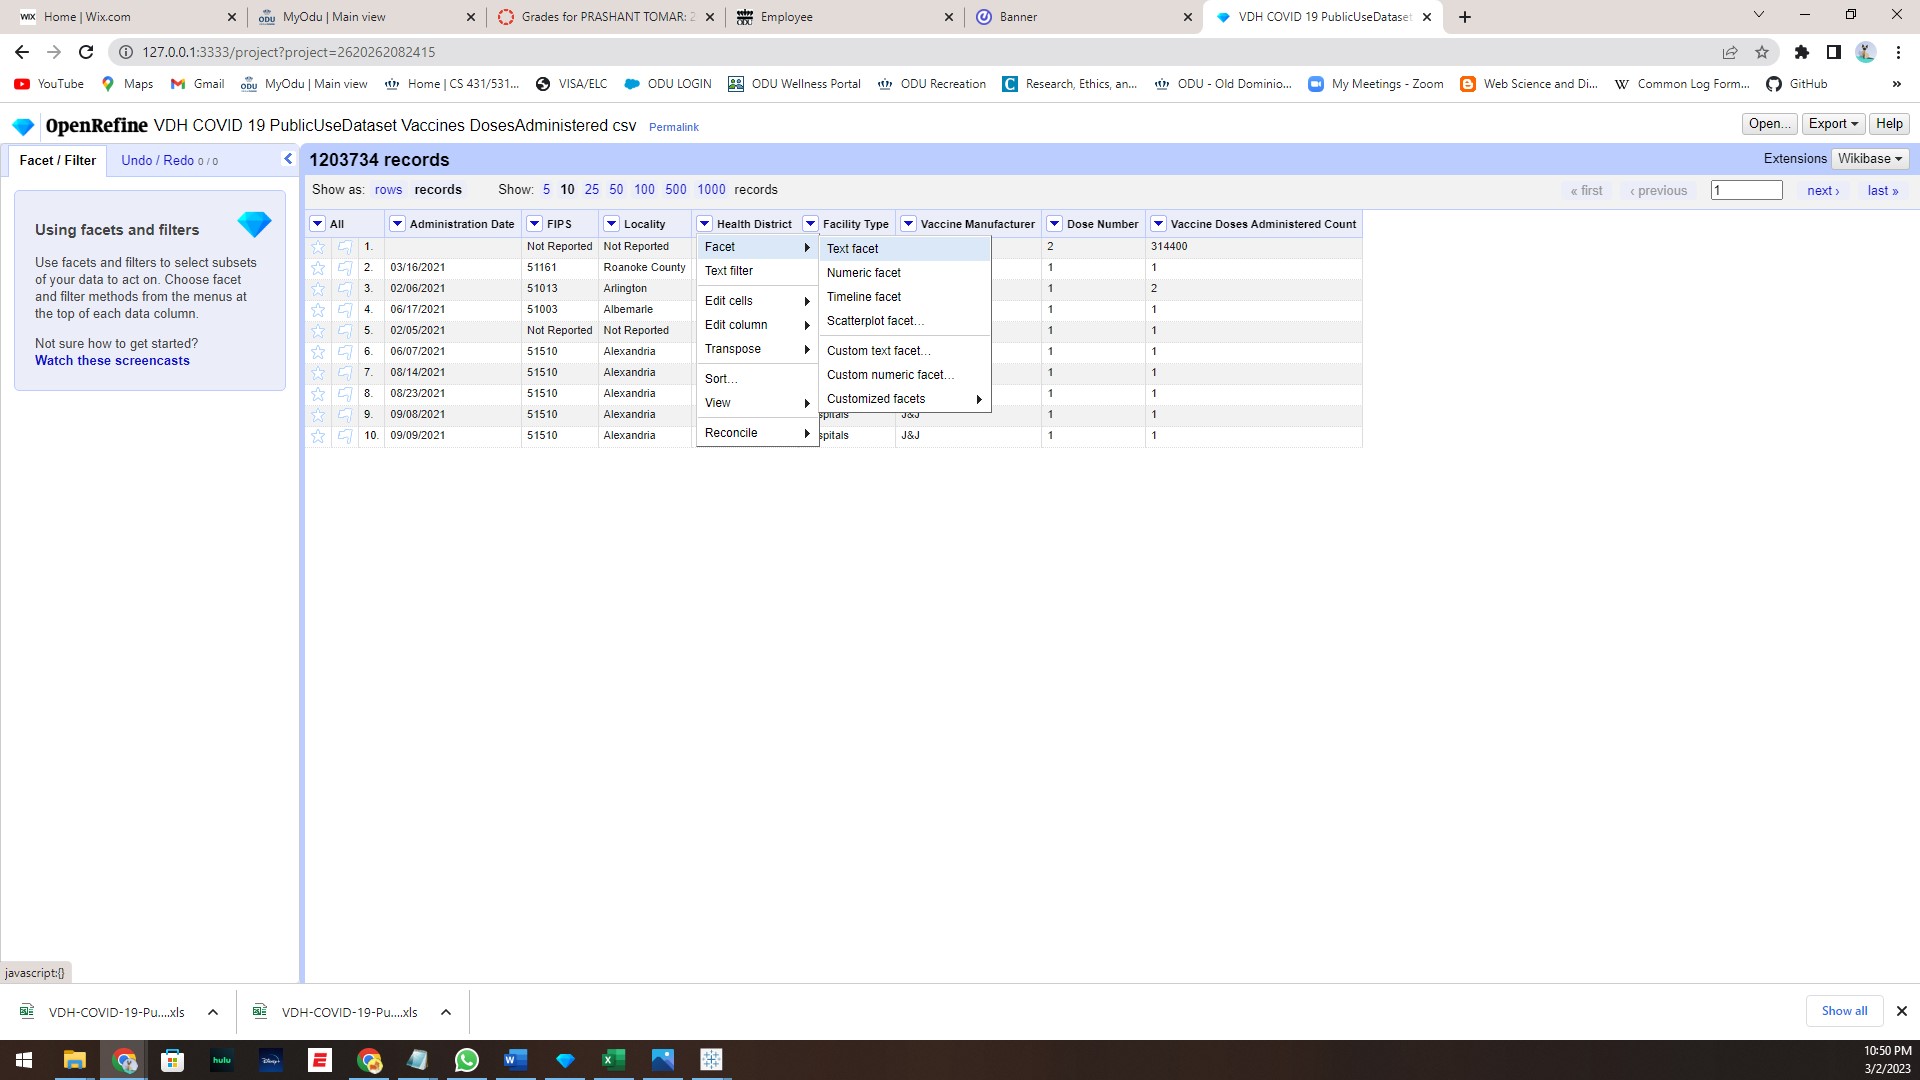 Home | Wix.com
MyOdu | Main view
Grades for PRASHANT TOMAR: 2
Employee
Banner
VDH COVID 19 PublicUseDataset
127.0.0.1:3333/project?project=2620262082415
YouTube Maps Gmail MyOdu | Main view Home | CS 431/531... VISA/ELC ODU LOGIN ODU Wellness Portal ODU Recreation Research, Ethics, an... ODU - Old Dominio... My Meetings - Zoom Web Science and Di... Common Log Form... GitHub »
OpenRefine VDH COVID 19 PublicUseDataset Vaccines DosesAdministered csv Permalink
Open... Export Help
Facet / Filter Undo / Redo 0 / 0
1203734 records
Extensions Wikibase
Show as: rows records Show: 5 10 25 50 100 500 1000 records
« first ‹ previous 1 next › last »
Using facets and filters
Use facets and filters to select subsets
of your data to act on. Choose facet
and filter methods from the menus at
the top of each data column.
Not sure how to get started?
Watch these screencasts
All Administration Date FIPS Locality Health District Facility Type Vaccine Manufacturer Dose Number Vaccine Doses Administered Count
1. Not Reported Not Reported 2 314400
2. 03/16/2021 51161 Roanoke County 1 1
3. 02/06/2021 51013 Arlington 1 2
4. 06/17/2021 51003 Albemarle 1 1
5. 02/05/2021 Not Reported Not Reported 1 1
6. 06/07/2021 51510 Alexandria 1 1
7. 08/14/2021 51510 Alexandria 1 1
8. 08/23/2021 51510 Alexandria 1 1
9. 09/08/2021 51510 Alexandria spitals J&J 1 1
10. 09/09/2021 51510 Alexandria spitals J&J 1 1
Facet
Text filter
Edit cells
Edit column
Transpose
Sort...
View
Reconcile
Text facet
Numeric facet
Timeline facet
Scatterplot facet...
Custom text facet...
Custom numeric facet...
Customized facets
javascript:{}
VDH-COVID-19-Pu....xls
VDH-COVID-19-Pu....xls
Show all
hulu
10:50 PM
3/2/2023